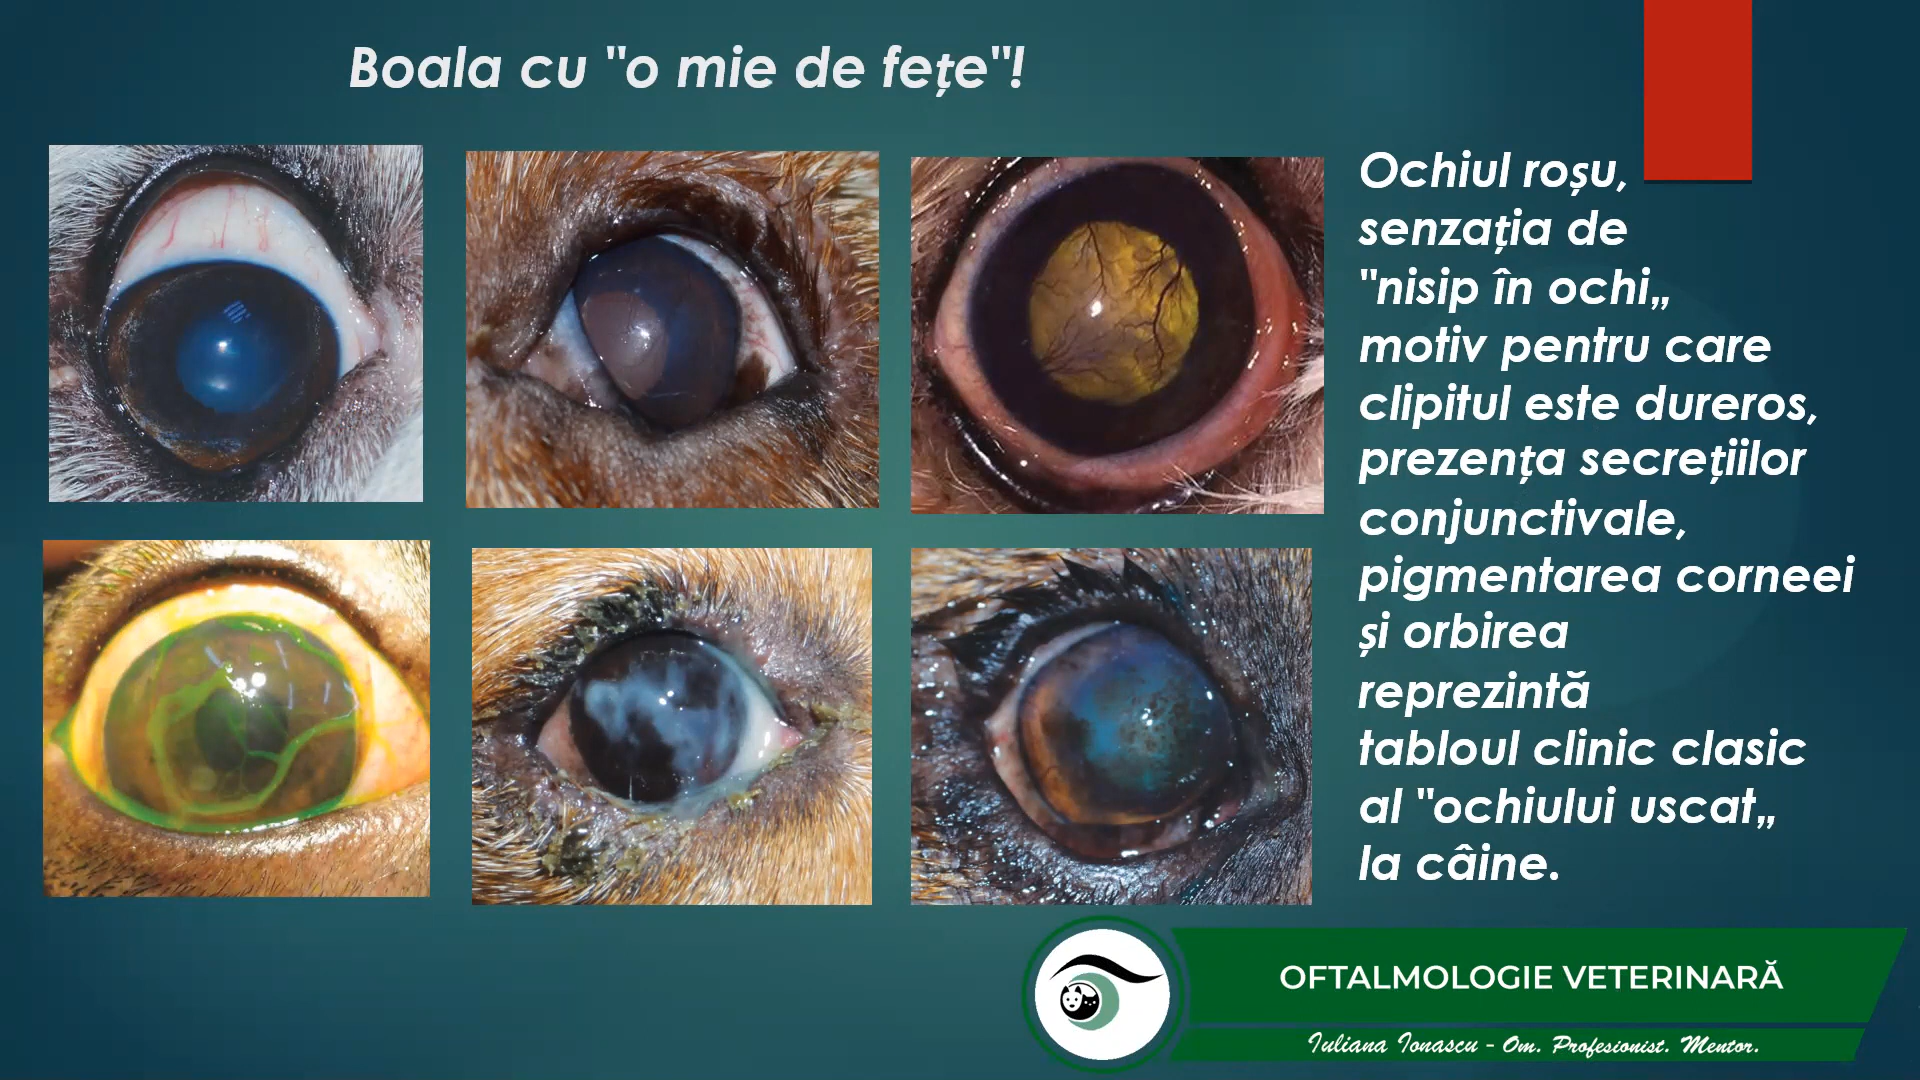 Boala cu "o mie de fețe"!
Ochiul roșu,
senzația de
"nisip în ochi„
motiv pentru care
clipitul este dureros,
prezența secrețiilor
conjunctivale,
pigmentarea corneei
și orbirea
reprezintă
tabloul clinic clasic
al "ochiului uscat„
la câine.
OFTALMOLOGIE VETERINARĂ
Iuliana Ionascu - Om. Profesionist. Mentor.